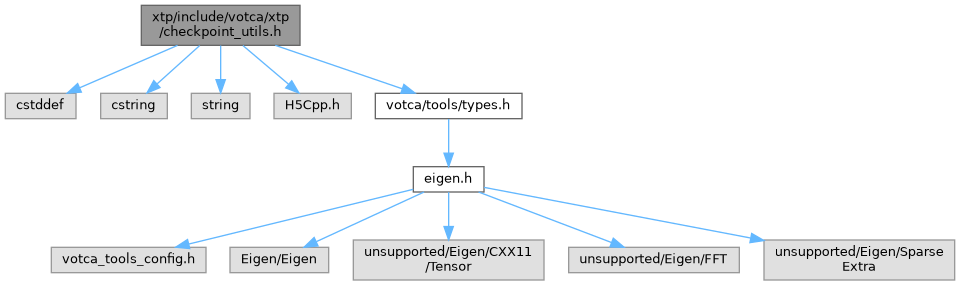 xtp/include/votca/xtp
/checkpoint_utils.h
cstddef
cstring
string
H5Cpp.h
votca/tools/types.h
eigen.h
votca_tools_config.h
Eigen/Eigen
unsupported/Eigen/CXX11
/Tensor
unsupported/Eigen/FFT
unsupported/Eigen/Sparse
Extra